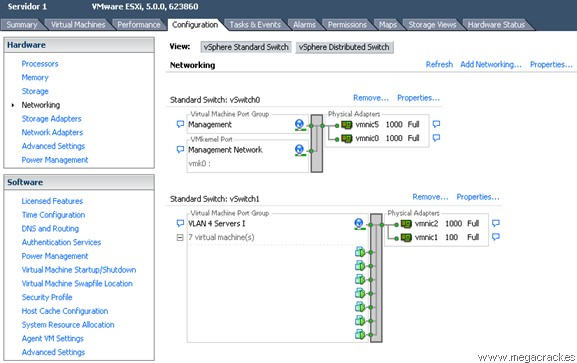 Servidor 1 VMware ESXi, 5.0.0, 623860
Summary Virtual Machines Performance Configuration Tasks & Events Alarms Permissions Maps Storage Views Hardware Status
Hardware
Processors
Memory
Storage
Networking
Storage Adapters
Network Adapters
Advanced Settings
Power Management
Software
Licensed Features
Time Configuration
DNS and Routing
Authentication Services
Power Management
Virtual Machine Startup/Shutdown
Virtual Machine Swapfile Location
Security Profile
Host Cache Configuration
System Resource Allocation
Agent VM Settings
Advanced Settings
View: vSphere Standard Switch vSphere Distributed Switch
Networking
Refresh Add Networking... Properties...
Standard Switch: vSwitch0 Remove... Properties...
Virtual Machine Port Group Physical Adapters
Management vmnic5 1000 Full
VMkernel Port vmnic0 1000 Full
Management Network
vmk0 :
Standard Switch: vSwitch1 Remove... Properties...
Virtual Machine Port Group Physical Adapters
VLAN 4 Servers I vmnic2 1000 Full
7 virtual machine(s) vmnic1 100 Full
www.megacrack.es